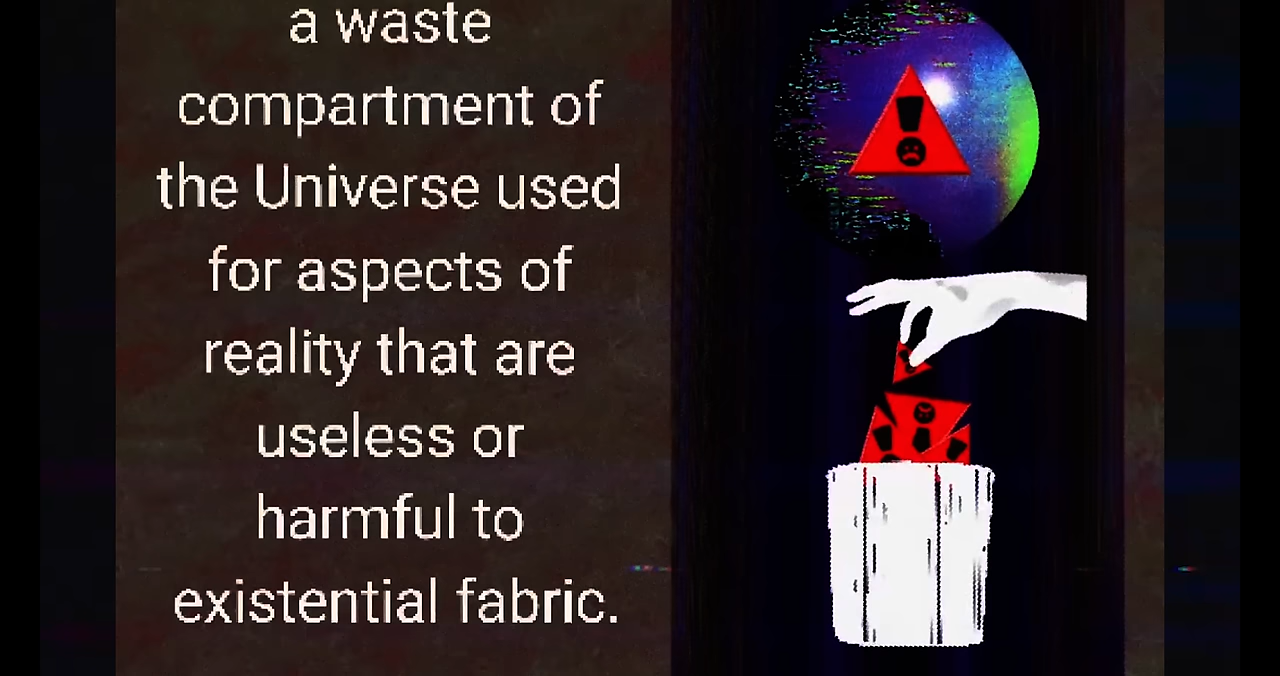 a waste
compartment of
the Universe used
for aspects of
reality that are
useless or
harmful to
existential fabric.